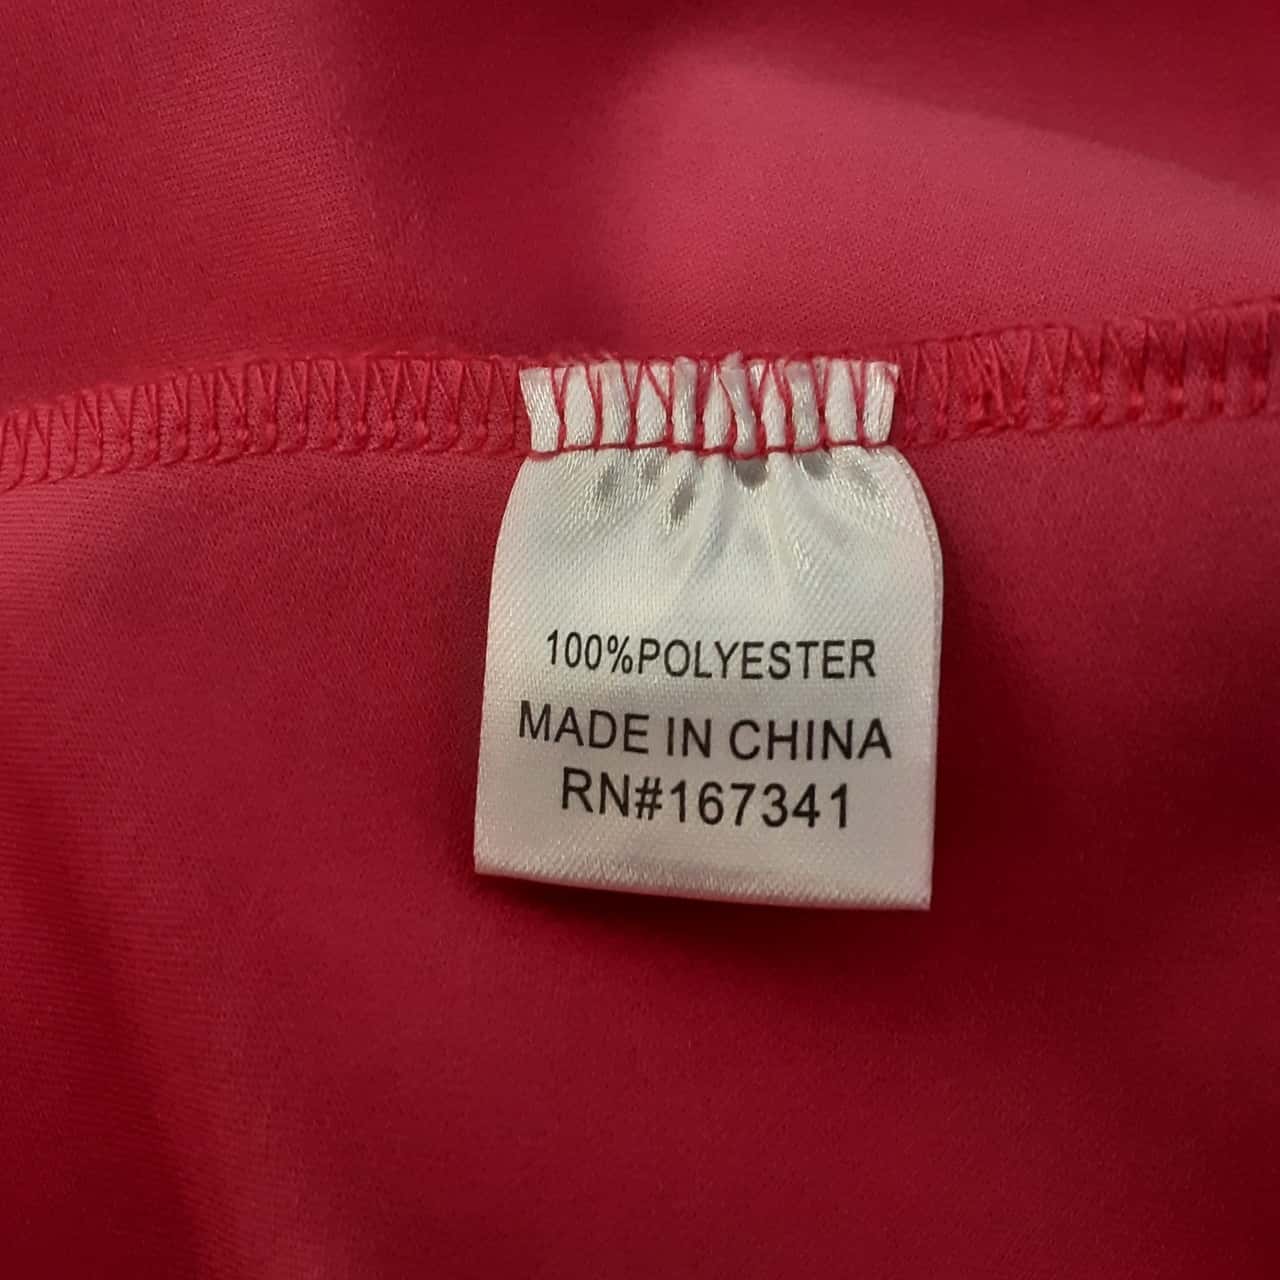 100%POLYESTER
MADE IN CHINA
RN#167341